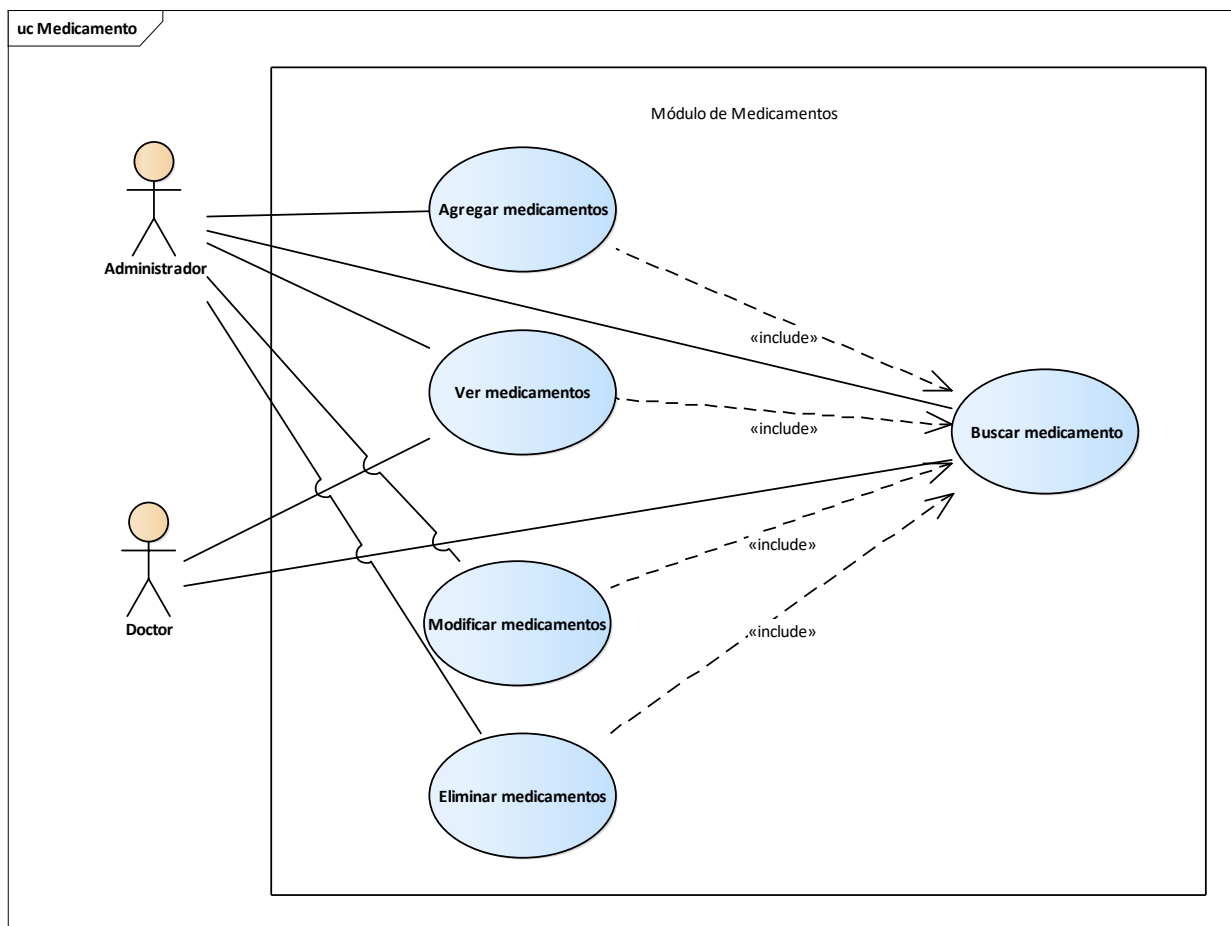 uc Medicamento
Módulo de Medicamentos
Administrador
Agregar medicamentos
«include»
Ver medicamentos
«include»
Buscar medicamento
Doctor
«include»
Modificar medicamentos
«include»
Eliminar medicamentos